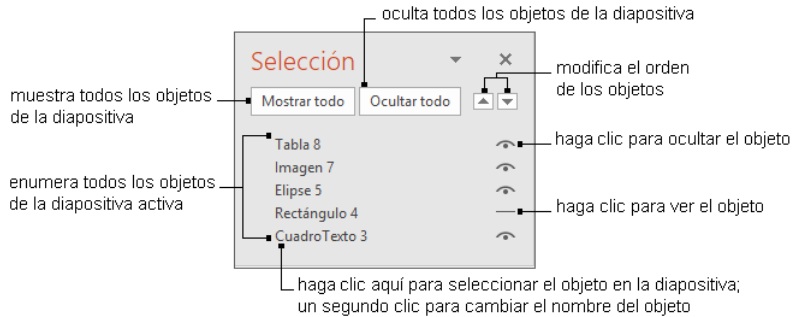 oculta todos los objetos de la diapositiva
Selección
modifica el orden
de los objetos
muestra todos los objetos
de la diapositiva
Mostrar todo
Ocultar todo
Tabla 8
haga clic para ocultar el objeto
Imagen 7
enumera todos los objetos
de la diapositiva activa
Elipse 5
Rectángulo 4
haga clic para ver el objeto
CuadroTexto 3
haga clic aquí para seleccionar el objeto en la diapositiva;
un segundo clic para cambiar el nombre del objeto